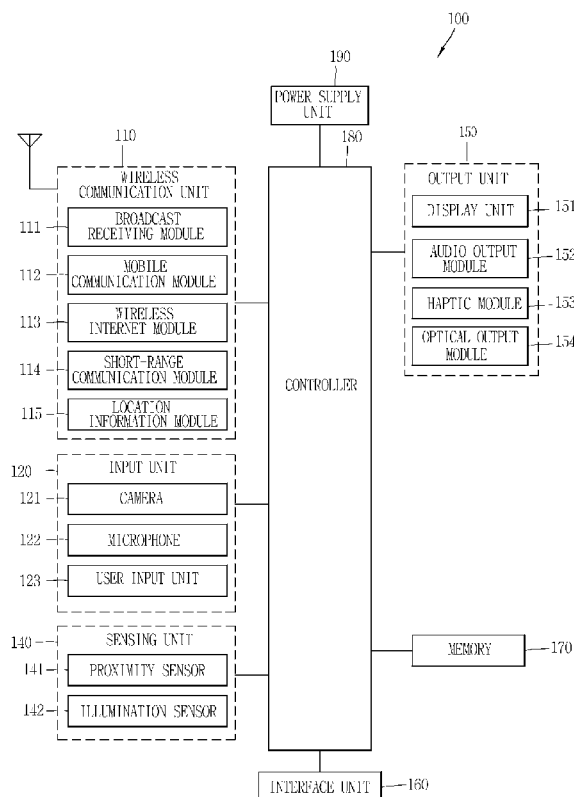 100
190
POWER SUPPLY
UNIT
110
180
150
WIRELESS
COMMUNICATION UNIT
111
BROADCAST
RECEIVING MODULE
112
MOBILE
COMMUNICATION MODULE
113
WIRELESS
INTERNET MODULE
114
SHORT-RANGE
COMMUNICATION MODULE
115
LOCATION
INFORMATION MODULE
OUTPUT UNIT
DISPLAY UNIT
151
AUDIO OUTPUT
MODULE
152
HAPTIC MODULE
153
OPTICAL OUTPUT
MODULE
154
CONTROLLER
120
INPUT UNIT
121
CAMERA
122
MICROPHONE
123
USER INPUT UNIT
140
SENSING UNIT
141
PROXIMITY SENSOR
142
ILLUMINATION SENSOR
MEMORY
170
INTERFACE UNIT
160